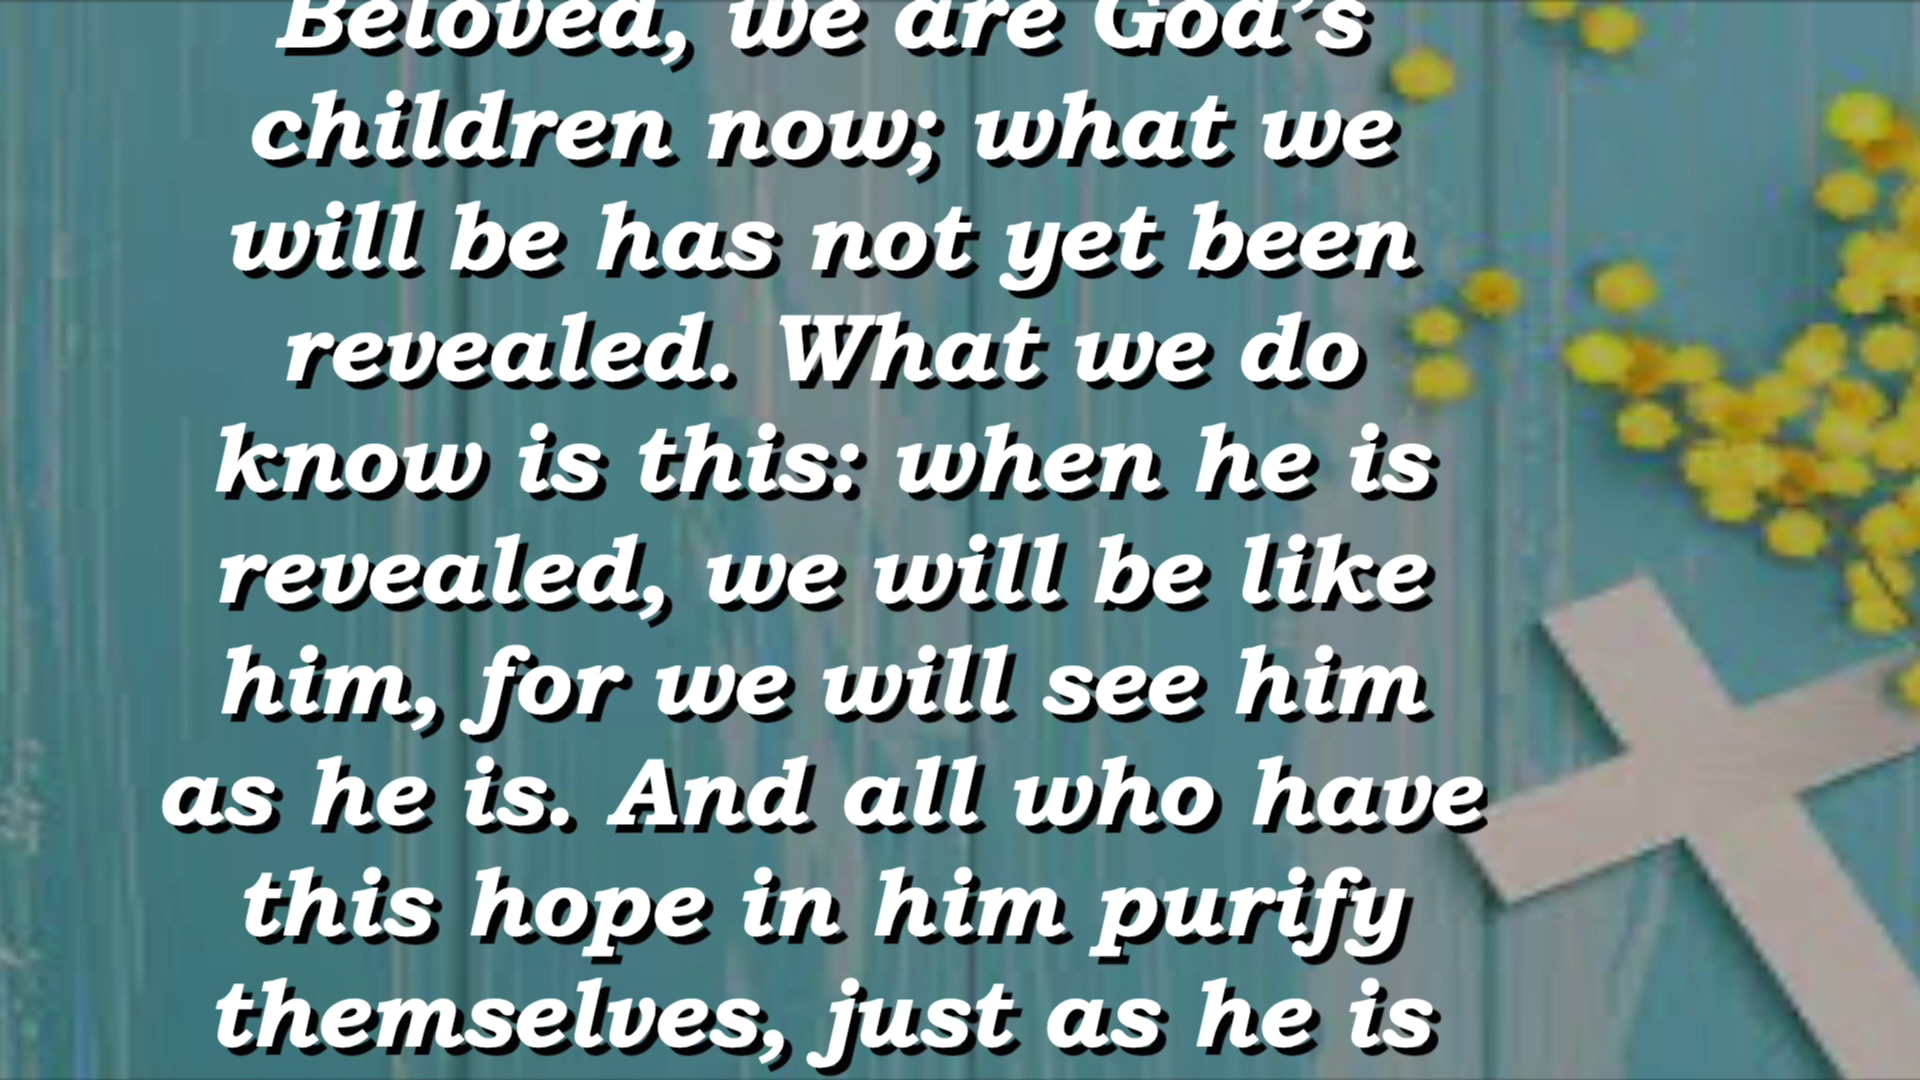 Beloved, we are God's
children now; what we
will be has not yet been
revealed. What we do
know is this: when he is
revealed, we will be like
him, for we will see him
as he is. And all who have
this hope in him purify
themselves, just as he is